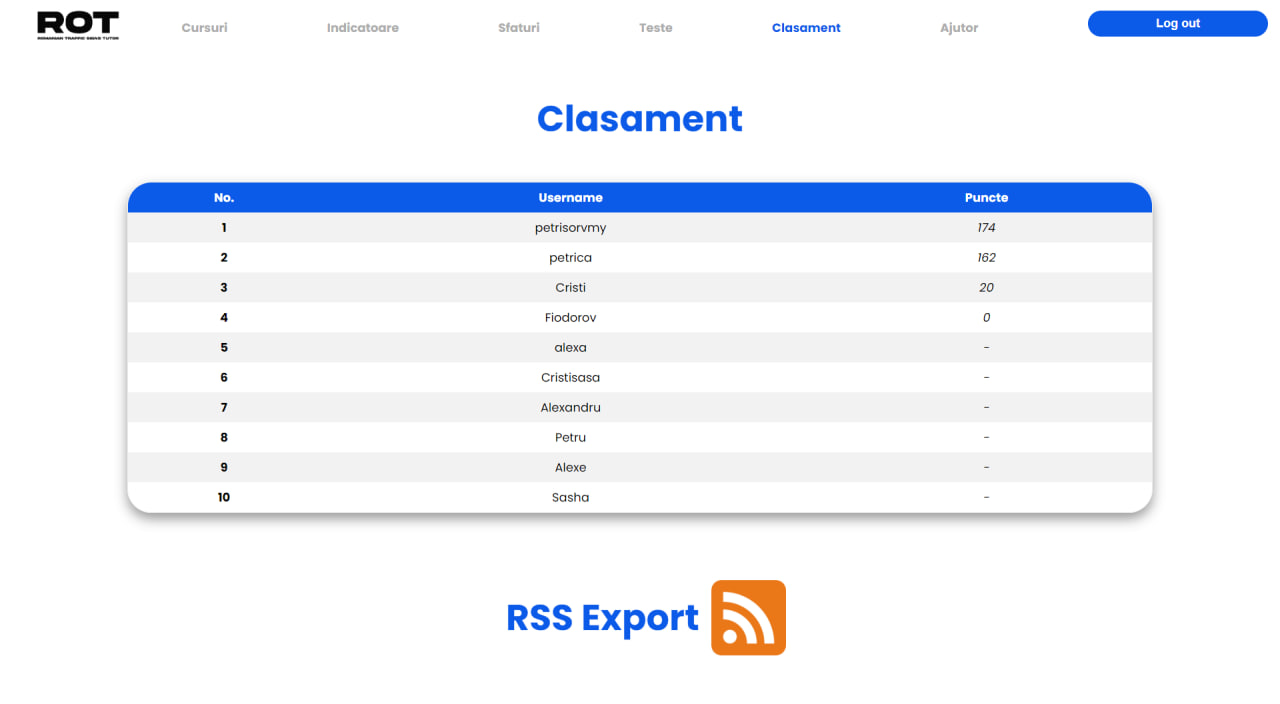 ROT
ROMANIAN TRAFFIC SIGNS TUTOR
Cursuri Indicatoare Sfaturi Teste Clasament Ajutor Log out
Clasament
No. Username Puncte
1 petrisorvmy 174
2 petrica 162
3 Cristi 20
4 Fiodorov 0
5 alexa -
6 Cristisasa -
7 Alexandru -
8 Petru -
9 Alexe -
10 Sasha -
RSS Export